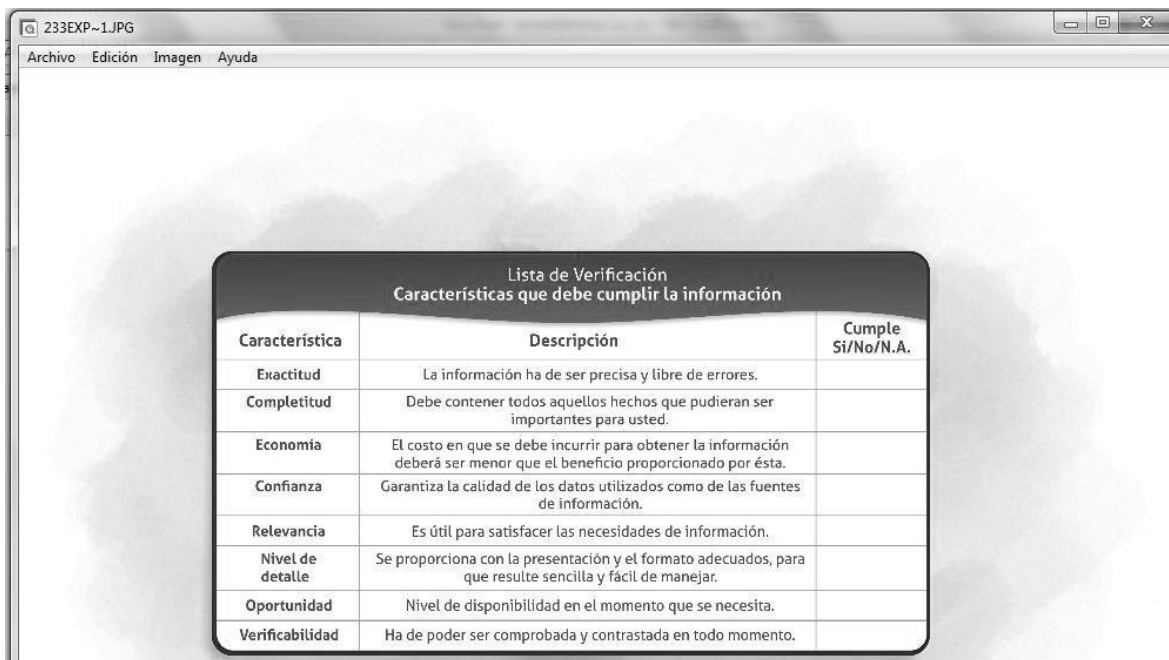 233EXP~1.JPG
Archivo Edición Imagen Ayuda
Lista de Verificación
Características que debe cumplir la información
Característica Descripción Cumple
Si/No/N.A.
Exactitud La información ha de ser precisa y libre de errores.
Completitud Debe contener todos aquellos hechos que pudieran ser
importantes para usted.
Economía El costo en que se debe incurrir para obtener la información
deberá ser menor que el beneficio proporcionado por ésta.
Confianza Garantiza la calidad de los datos utilizados como de las fuentes
de información.
Relevancia Es útil para satisfacer las necesidades de información.
Nivel de Se proporciona con la presentación y el formato adecuados, para
detalle que resulte sencilla y fácil de manejar.
Oportunidad Nivel de disponibilidad en el momento que se necesita.
Verificabilidad Ha de poder ser comprobada y contrastada en todo momento.